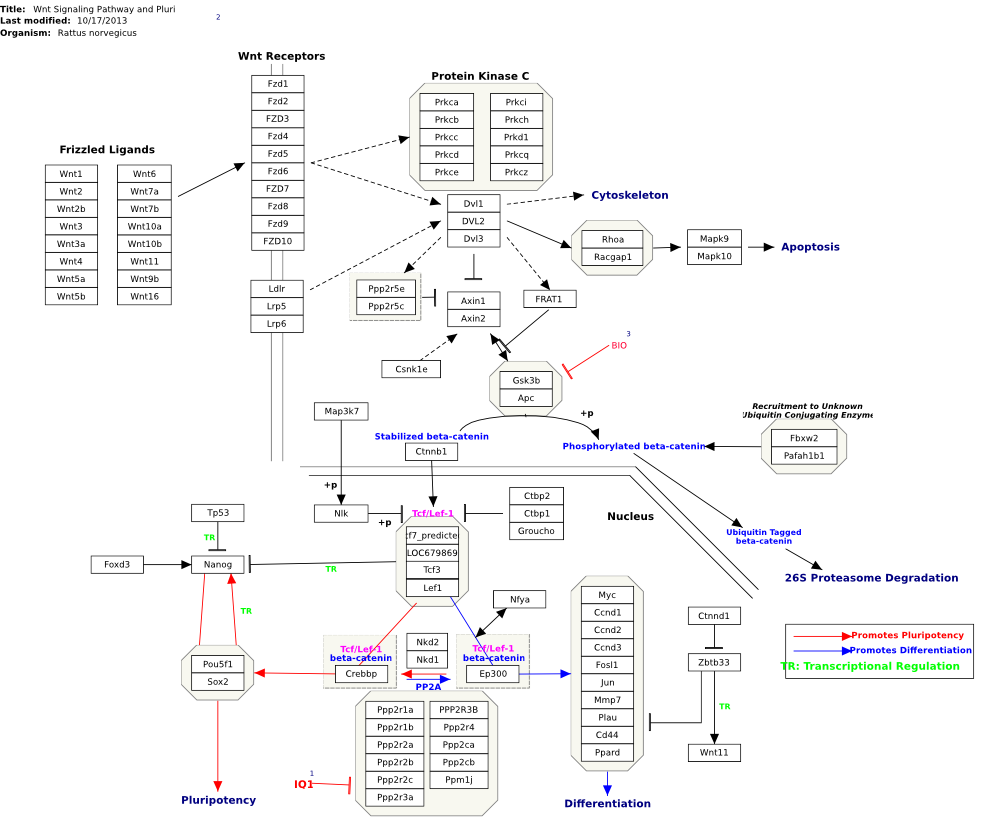 Title: Wnt Signaling Pathway and Pluri
Last modified: 10/17/2013
Organism: Rattus norvegicus
2
Wnt Receptors
Fzd1
Fzd2
FZD3
Fzd4
Fzd5
Fzd6
FZD7
Fzd8
Fzd9
FZD10
Ldlr
Lrp5
Lrp6
Frizzled Ligands
Wnt1
Wnt2
Wnt2b
Wnt3
Wnt3a
Wnt4
Wnt5a
Wnt5b
Wnt6
Wnt7a
Wnt7b
Wnt10a
Wnt10b
Wnt11
Wnt9b
Wnt16
Protein Kinase C
Prkca
Prkcb
Prkcc
Prkcd
Prkce
Prkci
Prkch
Prkd1
Prkcq
Prkcz
Dvl1
DVL2
Dvl3
Cytoskeleton
Rhoa
Racgap1
Mapk9
Mapk10
Apoptosis
Ppp2r5e
Ppp2r5c
Axin1
Axin2
FRAT1
Csnk1e
BIO
3
Gsk3b
Apc
+p
Map3k7
Stabilized beta-catenin
Ctnnb1
Phosphorylated beta-catenin
Recruitment to Unknown
Ubiquitin Conjugating Enzyme
Fbxw2
Pafah1b1
+p
Nlk
+p
Tcf/Lef-1
Ctbp2
Ctbp1
Groucho
Nucleus
Ubiquitin Tagged
beta-catenin
26S Proteasome Degradation
Tp53
TR
Foxd3
Nanog
TR
TR
cf7_predicte
LOC679869
Tcf3
Lef1
Nfya
Pou5f1
Sox2
Tcf/Lef-1
beta-catenin
Crebbp
Nkd2
Nkd1
PP2A
Tcf/Lef-1
beta-catenin
Ep300
Myc
Ccnd1
Ccnd2
Ccnd3
Fosl1
Jun
Mmp7
Plau
Cd44
Ppard
Ctnnd1
Zbtb33
TR
Wnt11
Promotes Pluripotency
Promotes Differentiation
TR: Transcriptional Regulation
Ppp2r1a
Ppp2r1b
Ppp2r2a
Ppp2r2b
Ppp2r2c
Ppp2r3a
PPP2R3B
Ppp2r4
Ppp2ca
Ppp2cb
Ppm1j
IQ1
1
Pluripotency
Differentiation